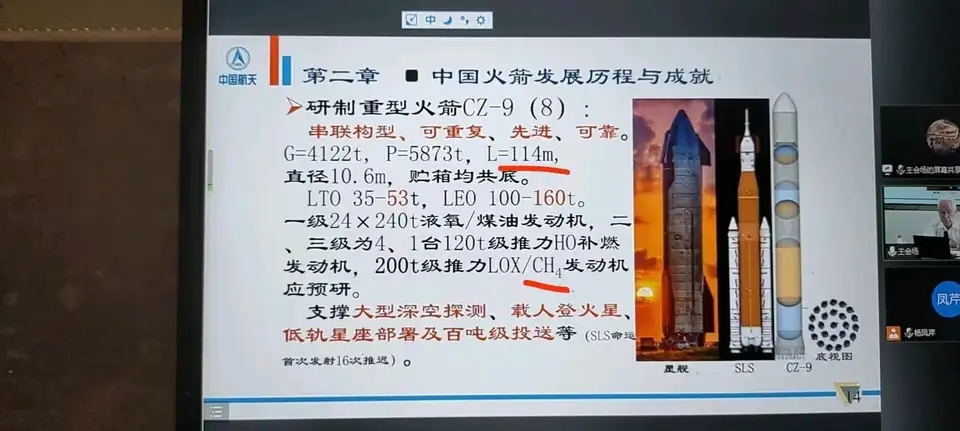 中
中国航天
第二章 ■ 中国火箭发展历程与成就
➢研制重型火箭CZ-9（8）：
串联构型、可重复、先进、可靠。
G=4122t, P=5873t, L=114m,
直径10.6m, 贮箱均共底。
LTO 35-53t, LEO 100-160t。
一级24×240t液氧/煤油发动机, 二
、三级为4、1台120t级推力HO补燃
发动机, 200t级推力LOX/CH₄发动机
应预研。
支撑大型深空探测、载人登火星、
低轨星座部署及百吨级投送等（SLS命运
首次发射16次推迟）。
星舰
SLS
CZ-9
底视图
14
主会场的屏幕共享
主会场
凤芹
杨凤芹